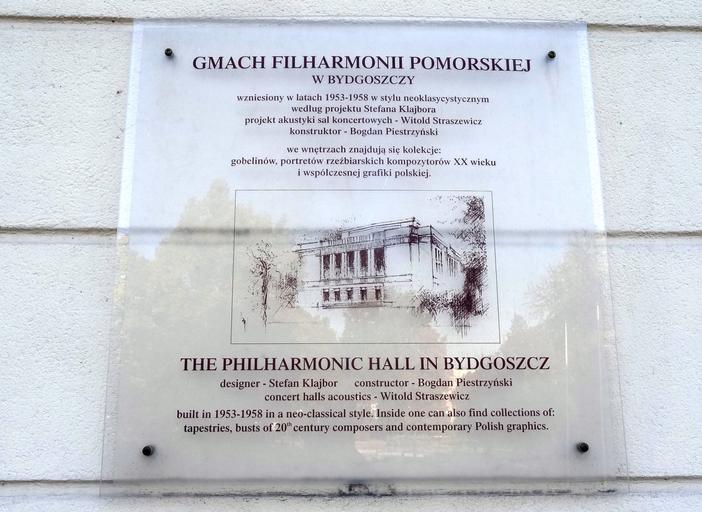 GMACH FILHARMONII POMORSKIEJ
W BYDGOSZCZY
wzniesiony w latach 1953-1958 w stylu neoklasycystycznym
według projektu Stefana Klajbora
projekt akustyki sal koncertowych - Witold Straszewicz
konstruktor - Bogdan Piestrzyński
we wnętrzach znajdują się kolekcje:
gobelinów, portretów rzeźbiarskich kompozytorów XX wieku
i współczesnej grafiki polskiej.
THE PHILHARMONIC HALL IN BYDGOSZCZ
designer - Stefan Klajbor constructor - Bogdan Piestrzyński
concert halls acoustics - Witold Straszewicz
built in 1953-1958 in a neo-classical style. Inside one can also find collections of:
tapestries, busts of 20th century composers and contemporary Polish graphics.